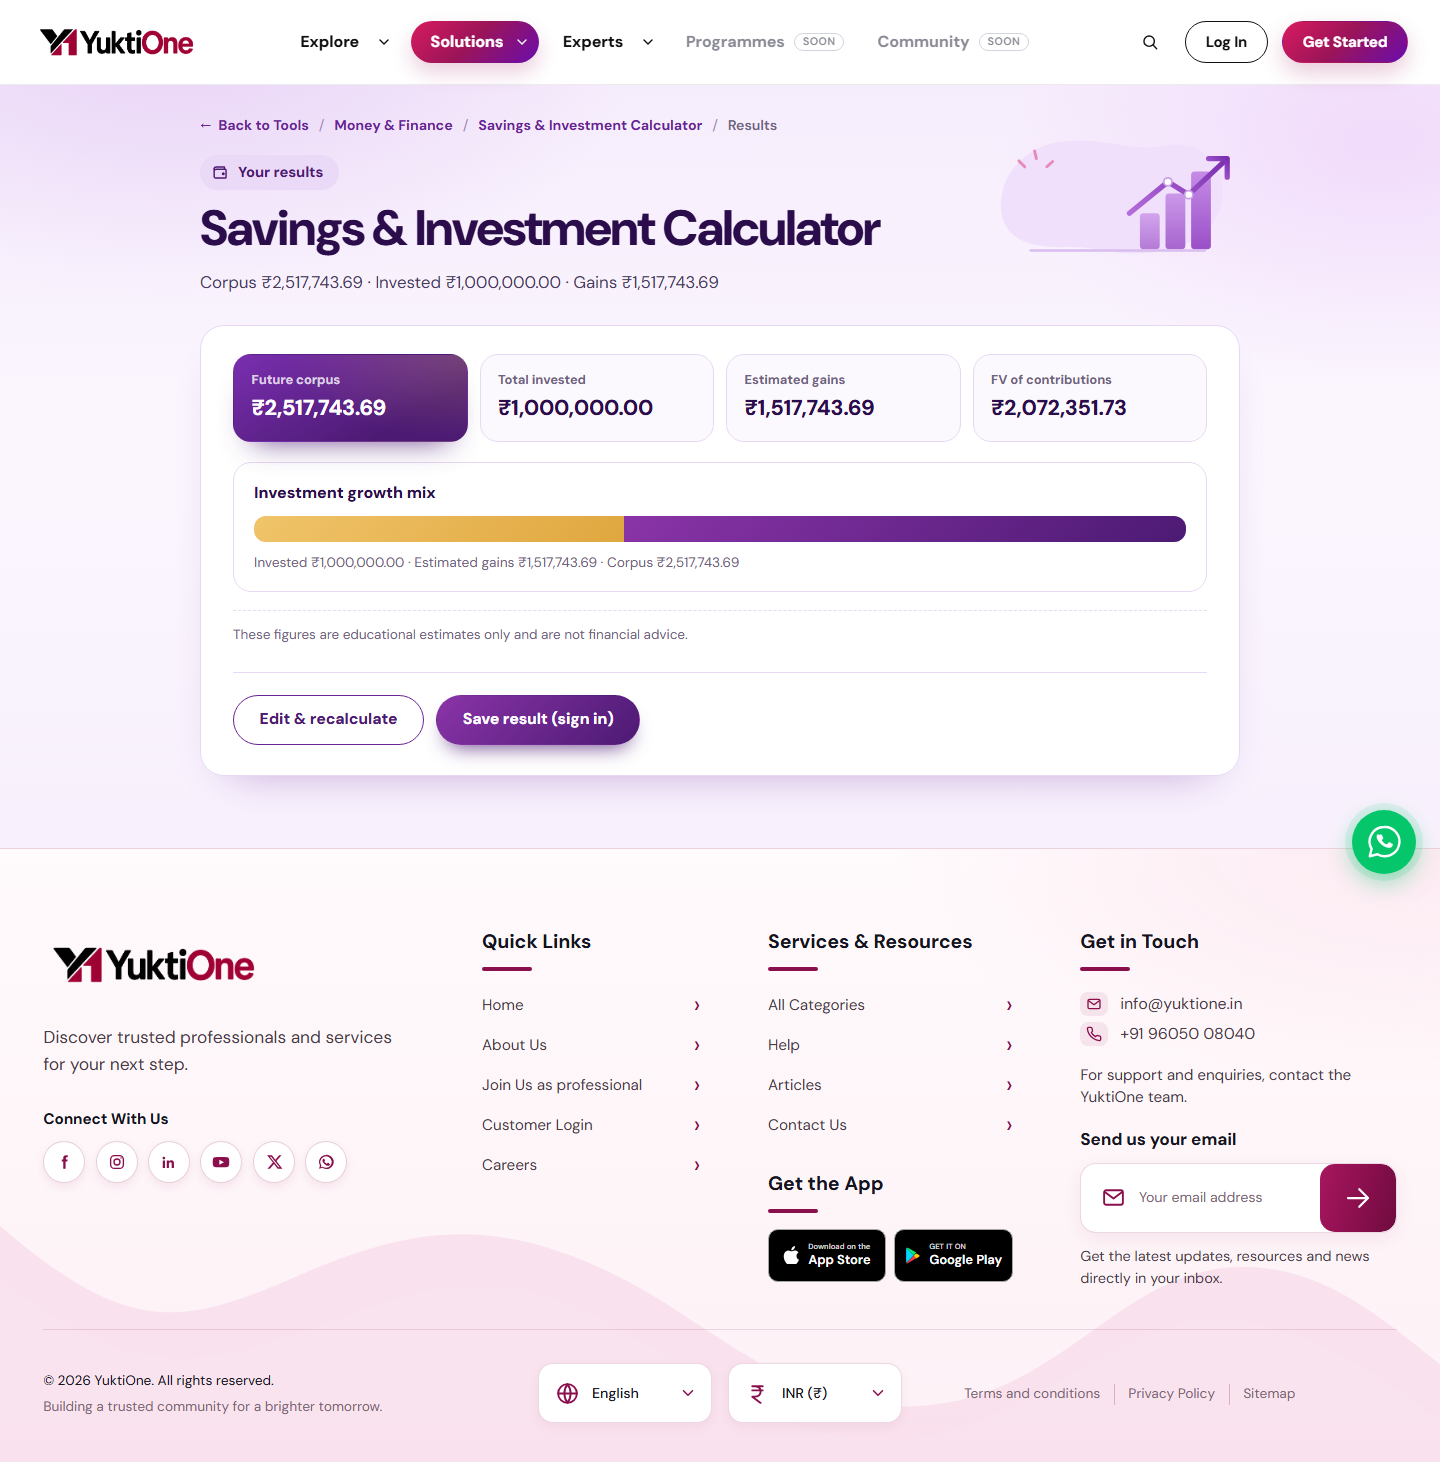 YuktiOne
Explore
Solutions
Experts
Programmes SOON
Community SOON
Log In
Get Started
← Back to Tools / Money & Finance / Savings & Investment Calculator / Results
Your results
Savings & Investment Calculator
Corpus ₹2,517,743.69 · Invested ₹1,000,000.00 · Gains ₹1,517,743.69
Future corpus
₹2,517,743.69
Total invested
₹1,000,000.00
Estimated gains
₹1,517,743.69
FV of contributions
₹2,072,351.73
Investment growth mix
Invested ₹1,000,000.00 · Estimated gains ₹1,517,743.69 · Corpus ₹2,517,743.69
These figures are educational estimates only and are not financial advice.
Edit & recalculate
Save result (sign in)
YuktiOne
Discover trusted professionals and services
for your next step.
Connect With Us
Quick Links
Home
About Us
Join Us as professional
Customer Login
Careers
Services & Resources
All Categories
Help
Articles
Contact Us
Get the App
Download on the
App Store
GET IT ON
Google Play
Get in Touch
info@yuktione.in
+91 96050 08040
For support and enquiries, contact the
YuktiOne team.
Send us your email
Your email address
Get the latest updates, resources and news
directly in your inbox.
© 2026 YuktiOne. All rights reserved.
Building a trusted community for a brighter tomorrow.
English
INR (₹)
Terms and conditions
Privacy Policy
Sitemap